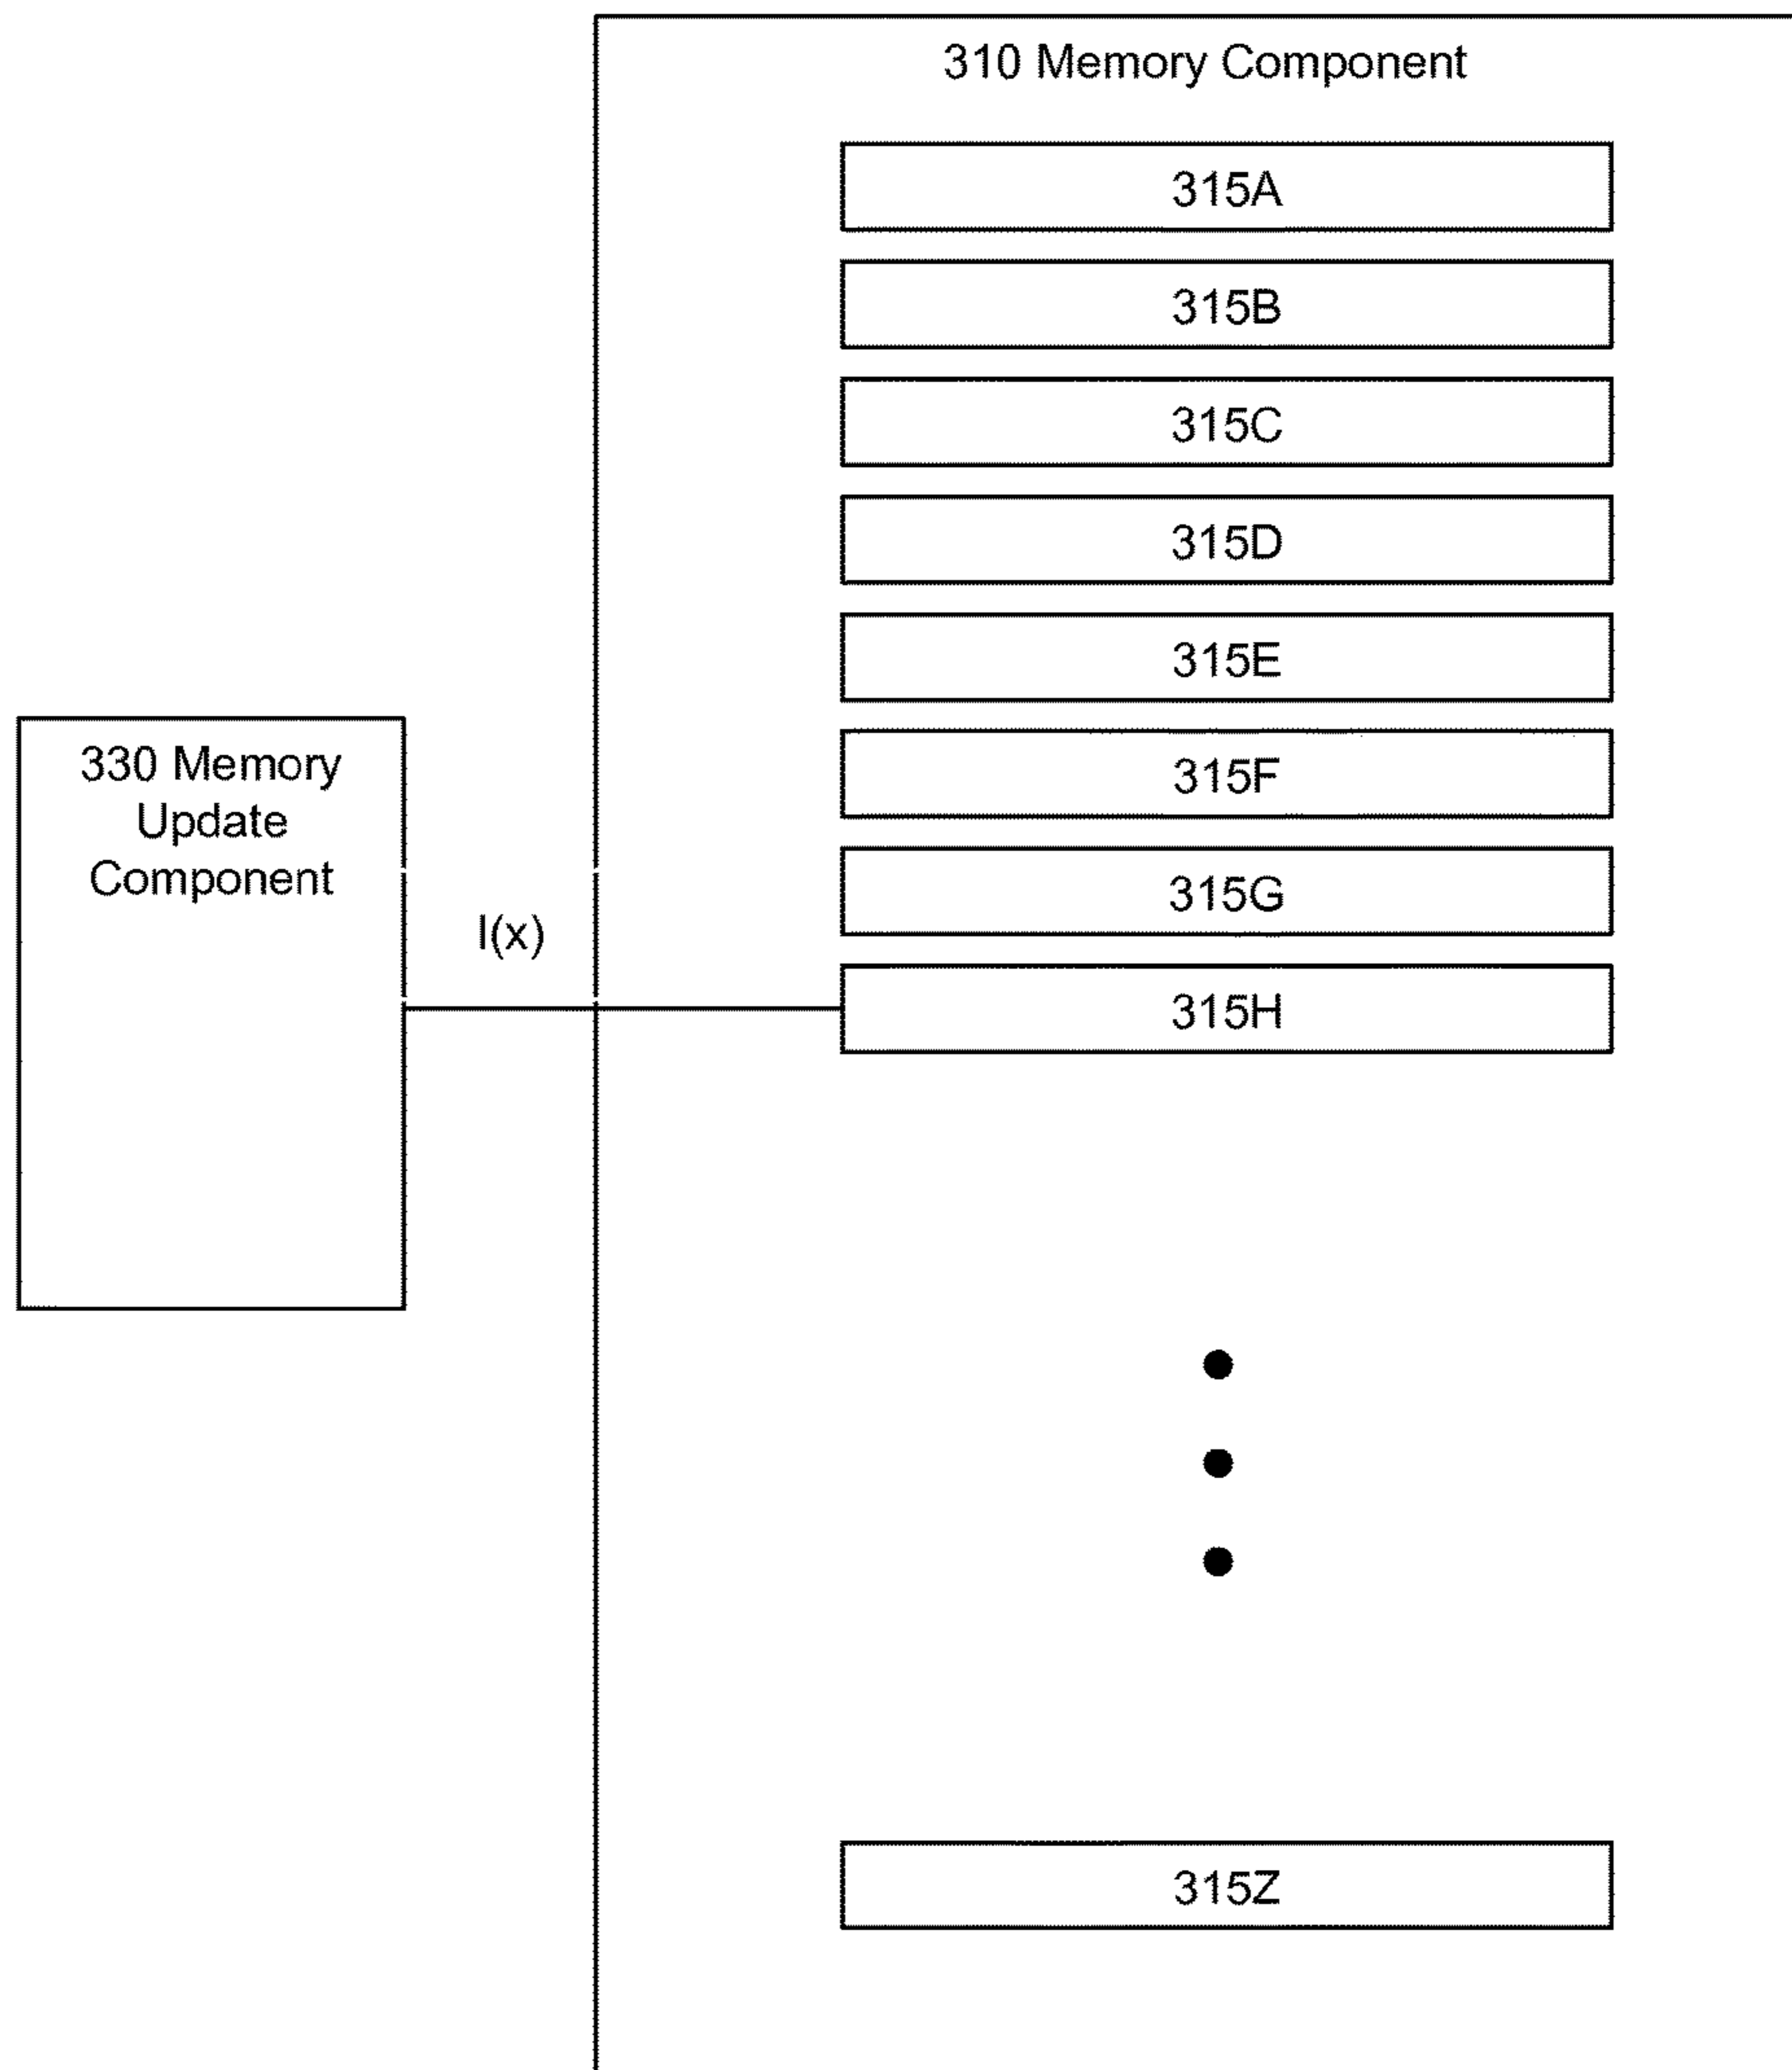 310 Memory Component
315A
315B
315C
315D
315E
315F
315G
315H
315Z
330 Memory
Update
Component
I(x)